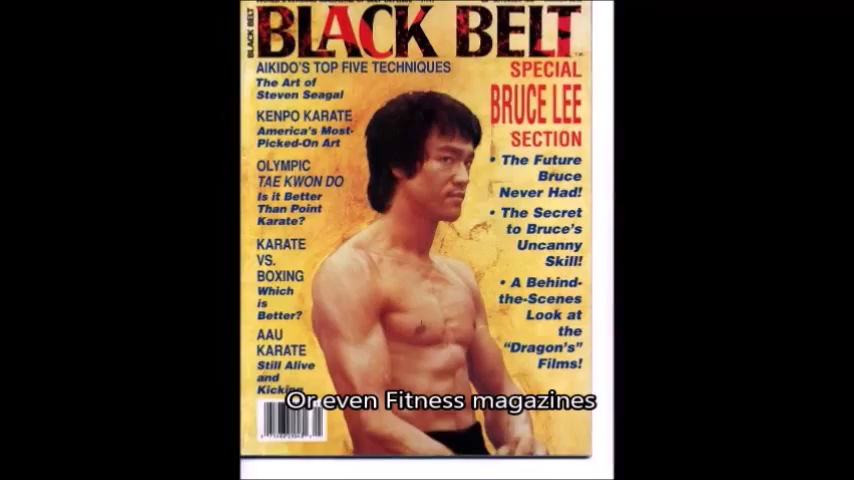 BLACK BELT
BLACK BELT
AIKIDO'S TOP FIVE TECHNIQUES
The Art of
Steven Seagal
KENPO KARATE
America's Most-
Picked-On Art
OLYMPIC
TAE KWON DO
Is it Better
Than Point
Karate?
KARATE
VS.
BOXING
Which
is
Better?
AAU
KARATE
Still Alive
and
Kicking
SPECIAL
BRUCE LEE
SECTION
• The Future
Bruce
Never Had!
• The Secret
to Bruce's
Uncanny
Skill!
• A Behind-
the-Scenes
Look at
the
"Dragon's"
Films!
Or even Fitness magazines